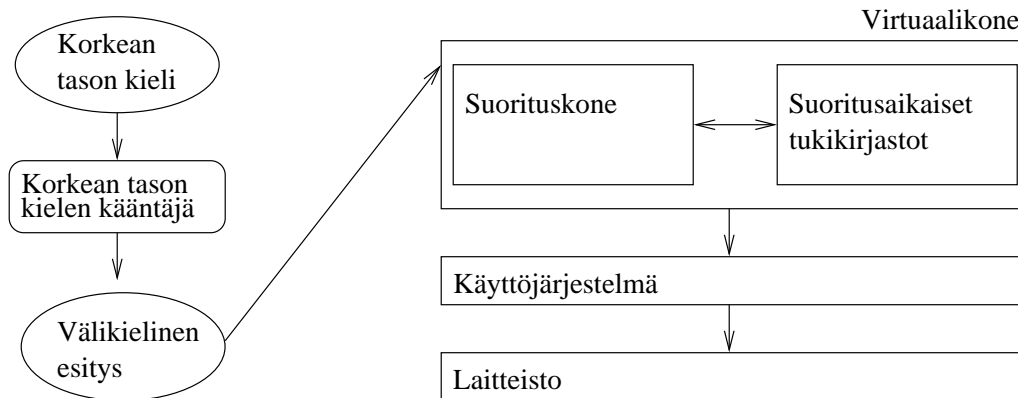 Korkean
tason kieli
Korkean tason
kielen kääntäjä
Välikielinen
esitys
Virtuaalikone
Suorituskone
Suoritusaikaiset
tukikirjastot
Käyttöjärjestelmä
Laitteisto